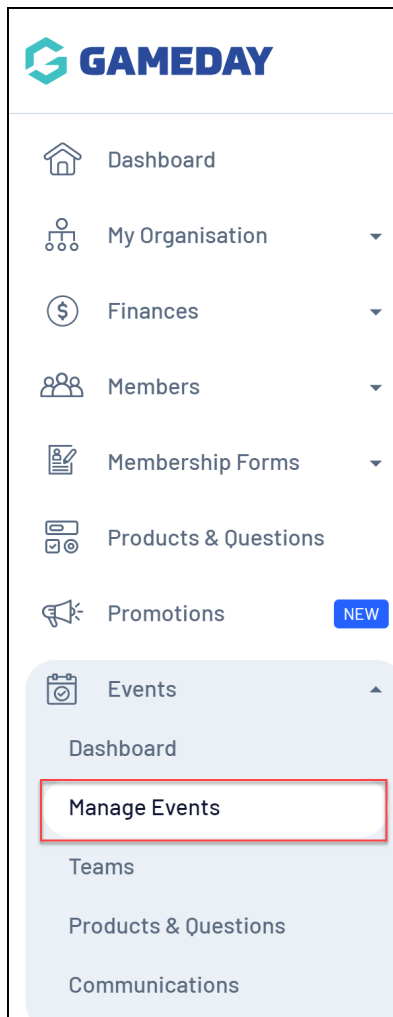 GAMEDAY
Dashboard
My Organisation
Finances
Members
Membership Forms
Products & Questions
Promotions NEW
Events
Dashboard
Manage Events
Teams
Products & Questions
Communications